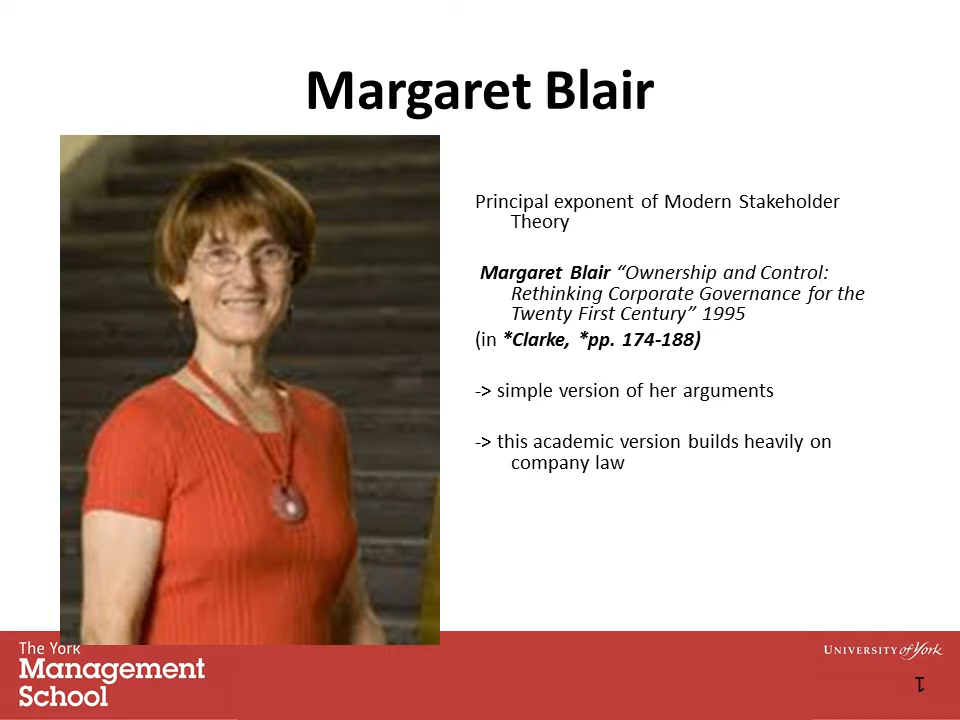 Margaret Blair
Principal exponent of Modern Stakeholder
Theory
Margaret Blair “Ownership and Control:
Rethinking Corporate Governance for the
Twenty First Century” 1995
(in *Clarke, *pp. 174-188)
-> simple version of her arguments
-> this academic version builds heavily on
company law
The York
Management
School
UNIVERSITY of York
1